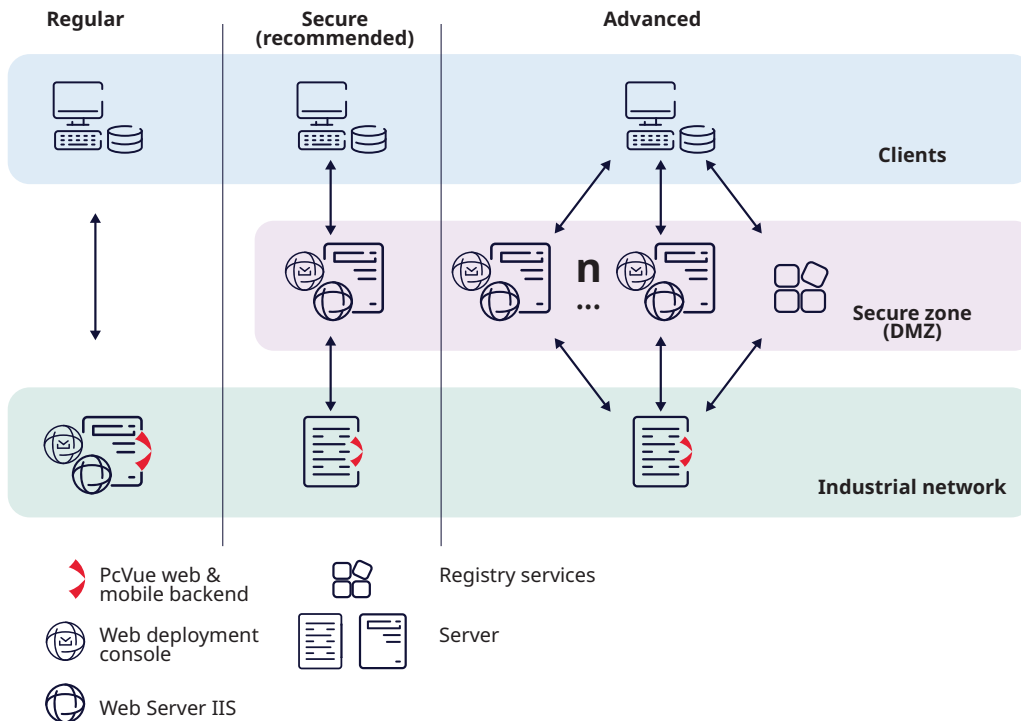 Regular
Secure
(recommended)
Advanced
Clients
n
...
Secure zone
(DMZ)
Industrial network
PcVue web &
mobile backend
Registry services
Web deployment
console
Server
Web Server IIS